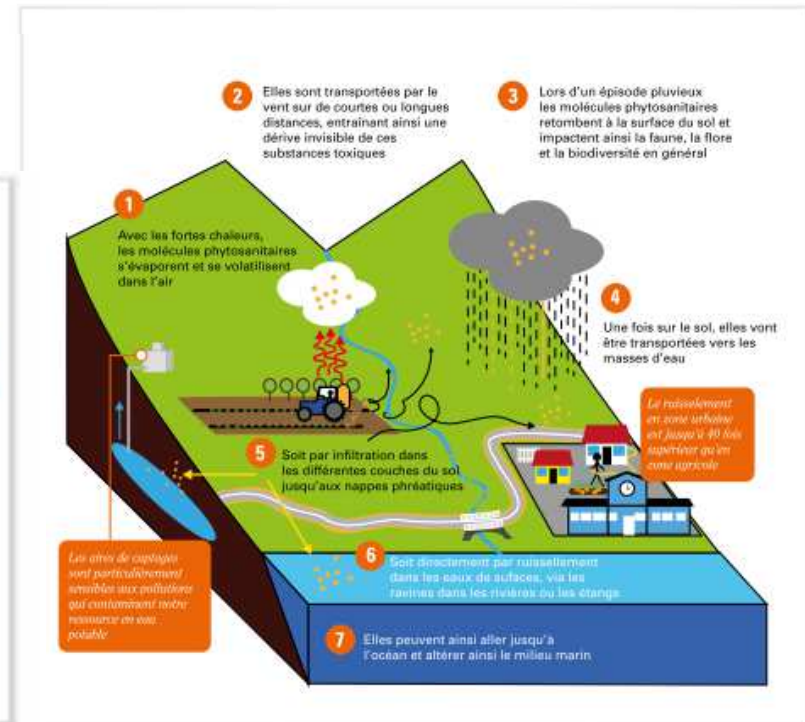 2
Elles sont transportées par le
vent sur de courtes ou longues
distances, entraînant ainsi une
dérive invisible de ces
substances toxiques
3
Lors d'un épisode pluvieux
les molécules phytosanitaires
retombent à la surface du sol et
impactent ainsi la faune, la flore
et la biodiversité en général
1
Avec les fortes chaleurs,
les molécules phytosanitaires
s'évaporent et se volatilisent
dans l'air
4
Une fois sur le sol, elles vont
être transportées vers les
masses d'eau
Le ruissellement
en zone urbaine
est jusqu'à 40 fois
supérieur qu'en
zone agricole
5
Soit par infiltration dans
les différentes couches du sol
jusqu'aux nappes phréatiques
Les aires de captages
sont particulièrement
sensibles aux pollutions
qui contaminent notre
ressource en eau
potable
6
Soit directement par ruissellement
dans les eaux de sufaces, via les
ravines dans les rivières ou les étangs
7
Elles peuvent ainsi aller jusqu'à
l'océan et altérer ainsi le milieu marin